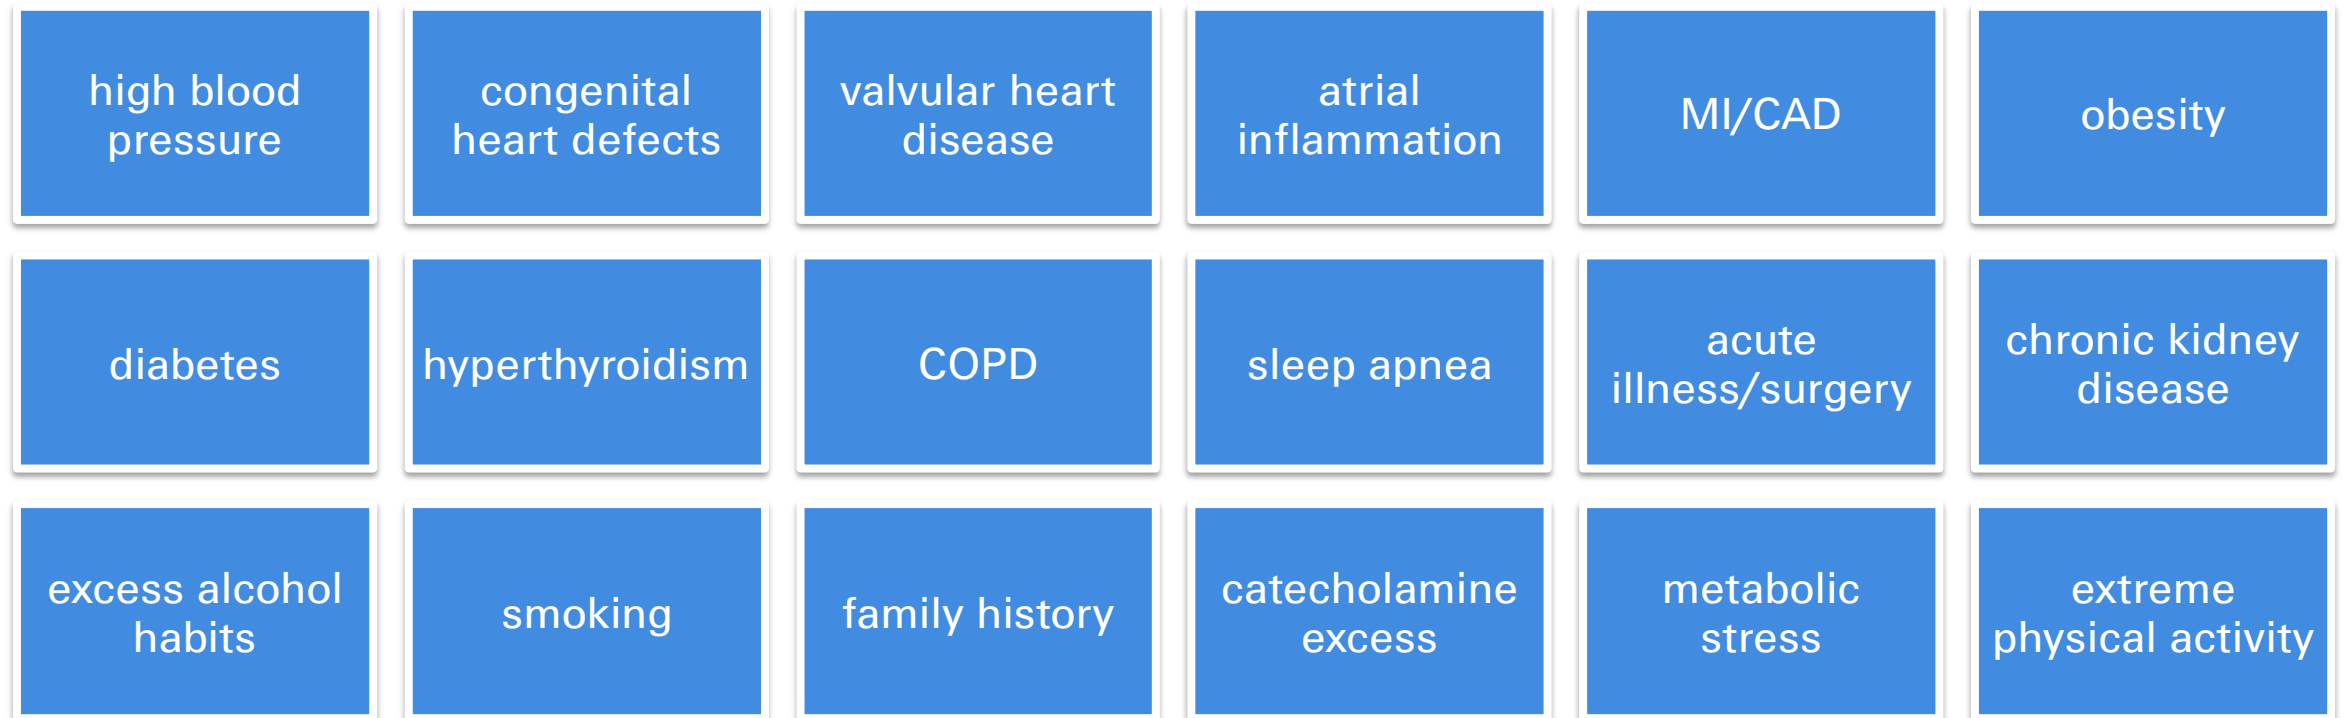 high blood
pressure
congenital
heart defects
valvular heart
disease
atrial
inflammation
MI/CAD
obesity
diabetes
hyperthyroidism
COPD
sleep apnea
acute
illness/surgery
chronic kidney
disease
excess alcohol
habits
smoking
family history
catecholamine
excess
metabolic
stress
extreme
physical activity